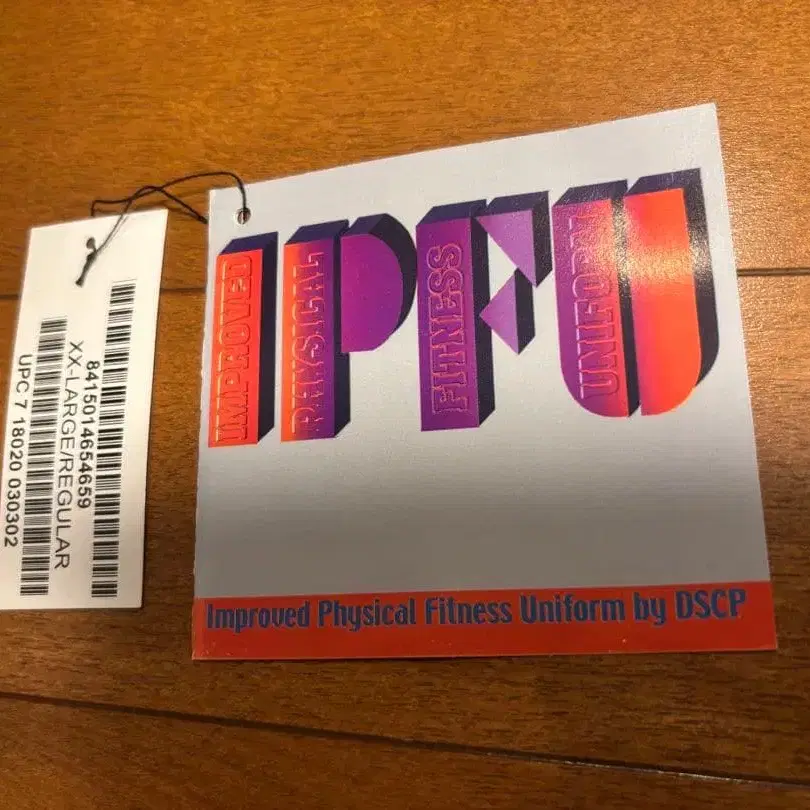 8415014654659
XX-LARGE/REGULAR
UPC 7 18020 030302
IPFU
IMPROVED
PHYSICAL
FITNESS
UNIFORM
Improved Physical Fitness Uniform by DSCP